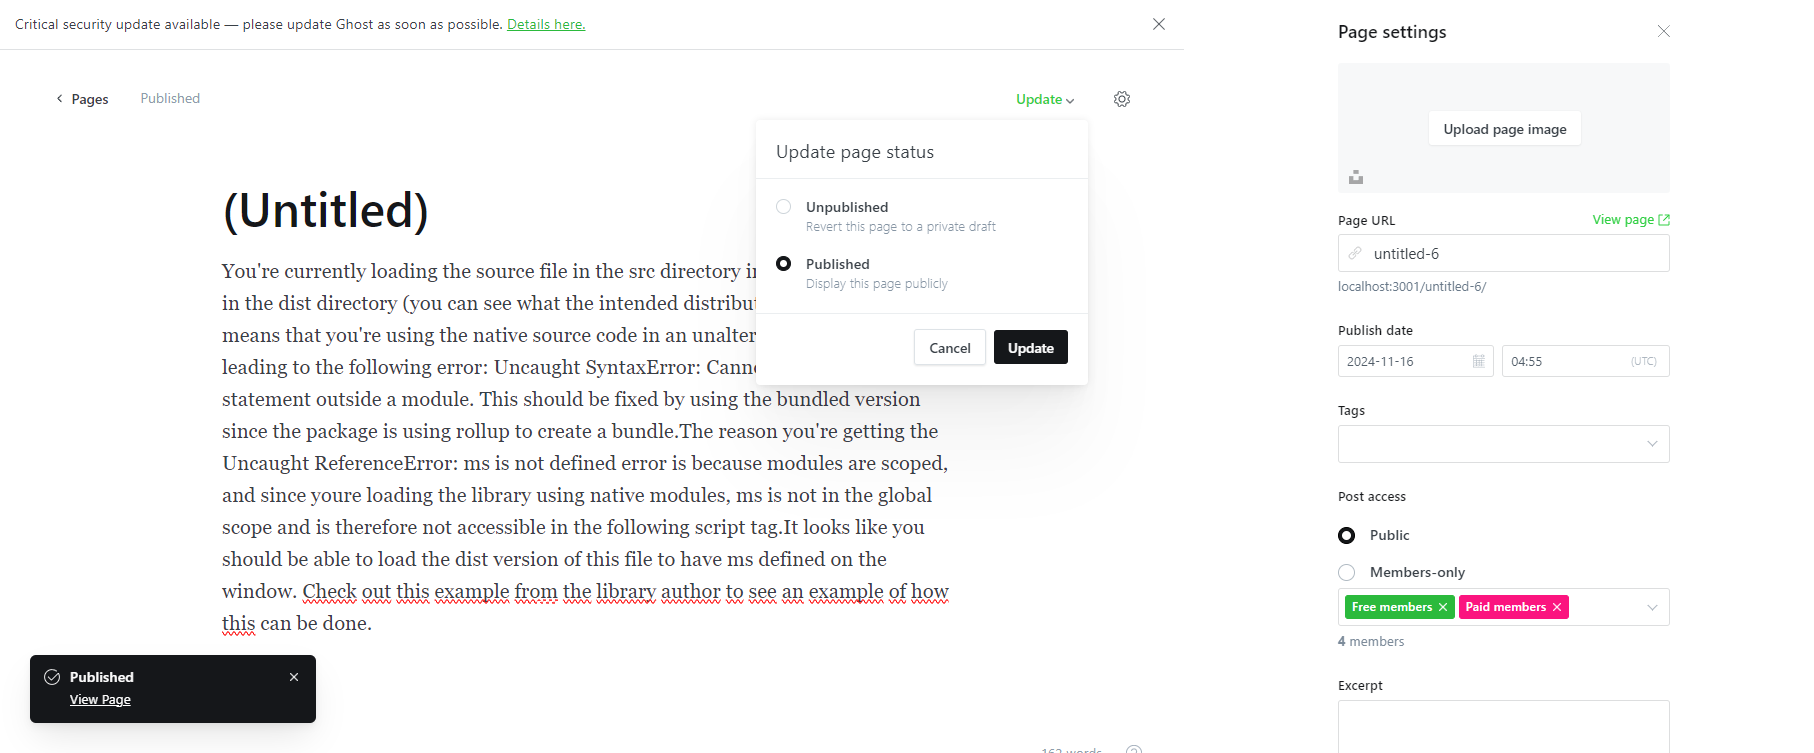 Critical security update available — please update Ghost as soon as possible. Details here.
Pages
Published
Update
Update page status
Unpublished
Revert this page to a private draft
Published
Display this page publicly
Cancel
Update
(Untitled)
You're currently loading the source file in the src directory
in the dist directory (you can see what the intended
means that you're using the native source code in an
leading to the following error: Uncaught SyntaxError:
statement outside a module. This should be fixed by using the bundled version
since the package is using rollup to create a bundle.The reason you're getting the
Uncaught ReferenceError: ms is not defined error is because modules are scoped,
and since youre loading the library using native modules, ms is not in the global
scope and is therefore not accessible in the following script tag.It looks like you
should be able to load the dist version of this file to have ms defined on the
window. Check out this example from the library author to see an example of how
this can be done.
Published
View Page
Page settings
Upload page image
Page URL
View page
untitled-6
localhost:3001/untitled-6/
Publish date
2024-11-16
04:55
(UTC)
Tags
Post access
Public
Members-only
Free members
Paid members
4 members
Excerpt